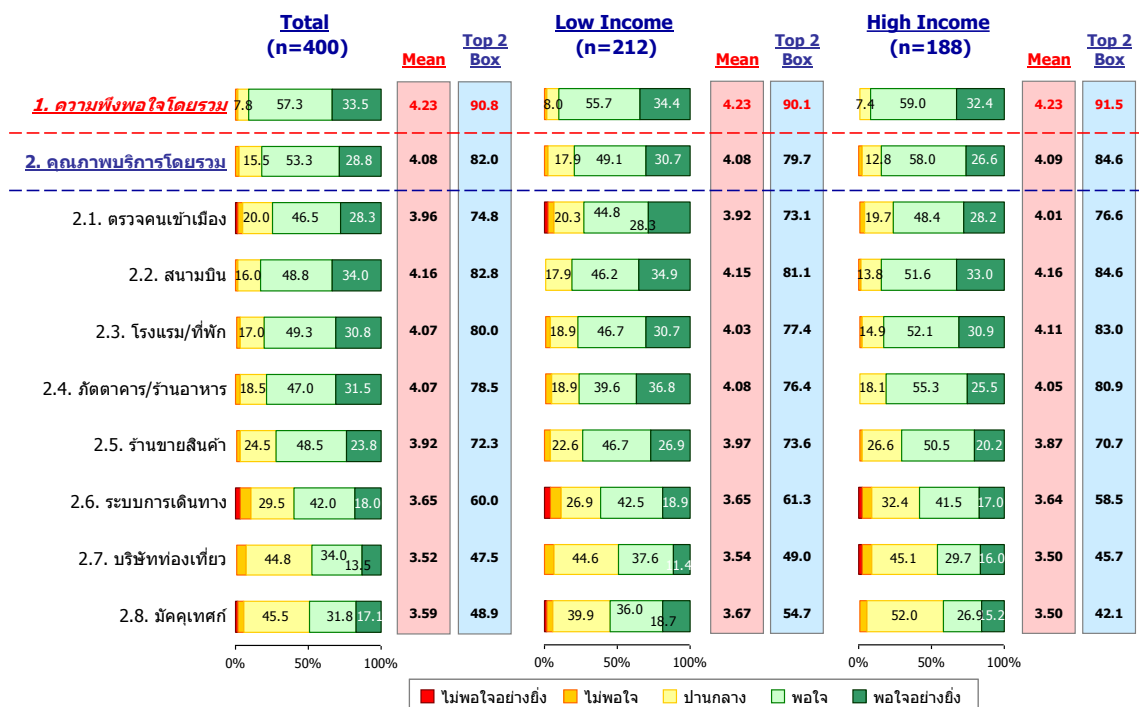 Total Low Income High Income
(n=400) Mean Top 2 Box (n=212) Mean Top 2 Box (n=188) Mean Top 2 Box
1. ความพึงพอใจโดยรวม 7.8 57.3 33.5 4.23 90.8 8.0 55.7 34.4 4.23 90.1 7.4 59.0 32.4 4.23 91.5
2. คุณภาพบริการโดยรวม 15.5 53.3 28.8 4.08 82.0 17.9 49.1 30.7 4.08 79.7 12.8 58.0 26.6 4.09 84.6
2.1. ตรวจคนเข้าเมือง 20.0 46.5 28.3 3.96 74.8 20.3 44.8 28.3 3.92 73.1 19.7 48.4 28.2 4.01 76.6
2.2. สนามบิน 16.0 48.8 34.0 4.16 82.8 17.9 46.2 34.9 4.15 81.1 13.8 51.6 33.0 4.16 84.6
2.3. โรงแรม/ที่พัก 17.0 49.3 30.8 4.07 80.0 18.9 46.7 30.7 4.03 77.4 14.9 52.1 30.9 4.11 83.0
2.4. ภัตตาคาร/ร้านอาหาร 18.5 47.0 31.5 4.07 78.5 18.9 39.6 36.8 4.08 76.4 18.1 55.3 25.5 4.05 80.9
2.5. ร้านขายสินค้า 24.5 48.5 23.8 3.92 72.3 22.6 46.7 26.9 3.97 73.6 26.6 50.5 20.2 3.87 70.7
2.6. ระบบการเดินทาง 29.5 42.0 18.0 3.65 60.0 26.9 42.5 18.9 3.65 61.3 32.4 41.5 17.0 3.64 58.5
2.7. บริษัทท่องเที่ยว 44.8 34.0 13.5 3.52 47.5 44.6 37.6 11.4 3.54 49.0 45.1 29.7 16.0 3.50 45.7
2.8. มัคคุเทศก์ 45.5 31.8 17.1 3.59 48.9 39.9 36.0 18.7 3.67 54.7 52.0 26.9 15.2 3.50 42.1
0% 50% 100% 0% 50% 100% 0% 50% 100%
ไม่พอใจอย่างยิ่ง ไม่พอใจ ปานกลาง พอใจ พอใจอย่างยิ่ง